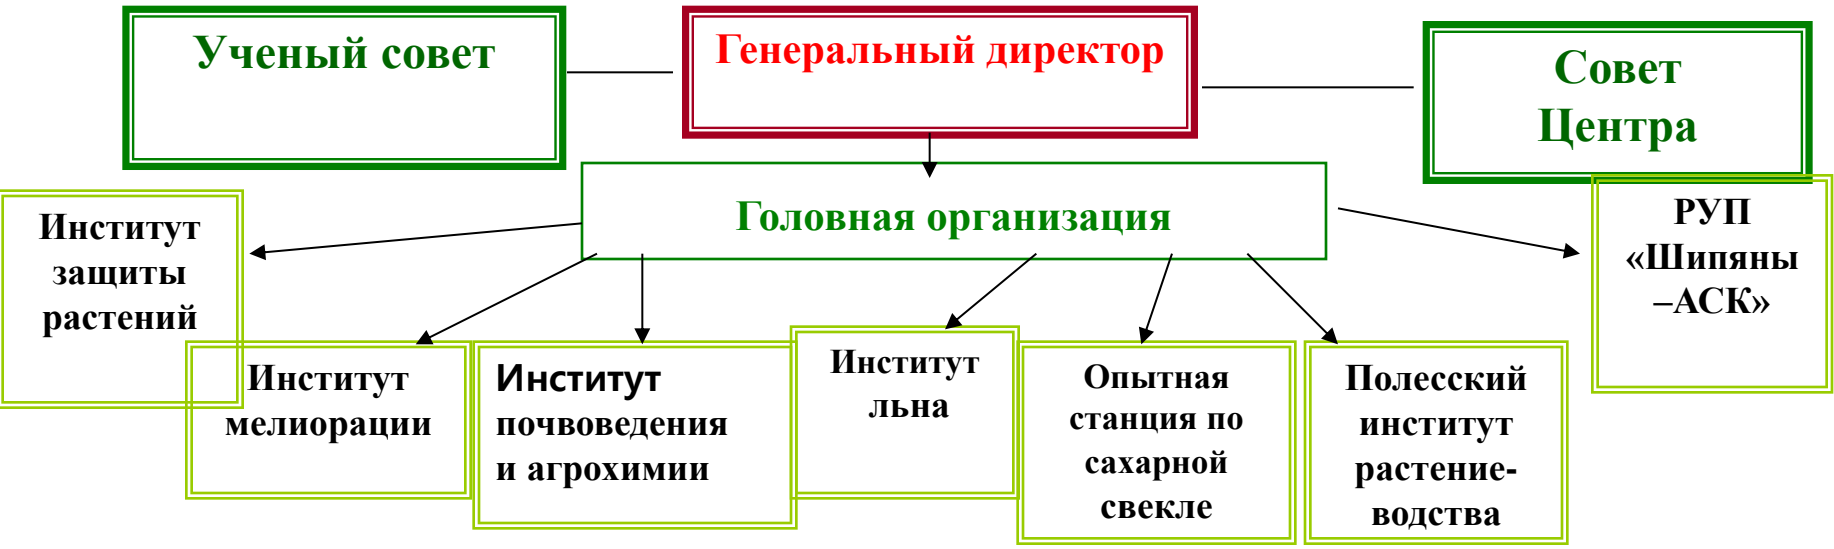 Ученый совет
Генеральный директор
Совет
Центра
Головная организация
Институт
защиты
растений
РУП
«Шипяны
–АСК»
Институт
мелиорации
Институт
почвоведения
и агрохимии
Институт
льна
Опытная
станция по
сахарной
свекле
Полесский
институт
растение-
водства